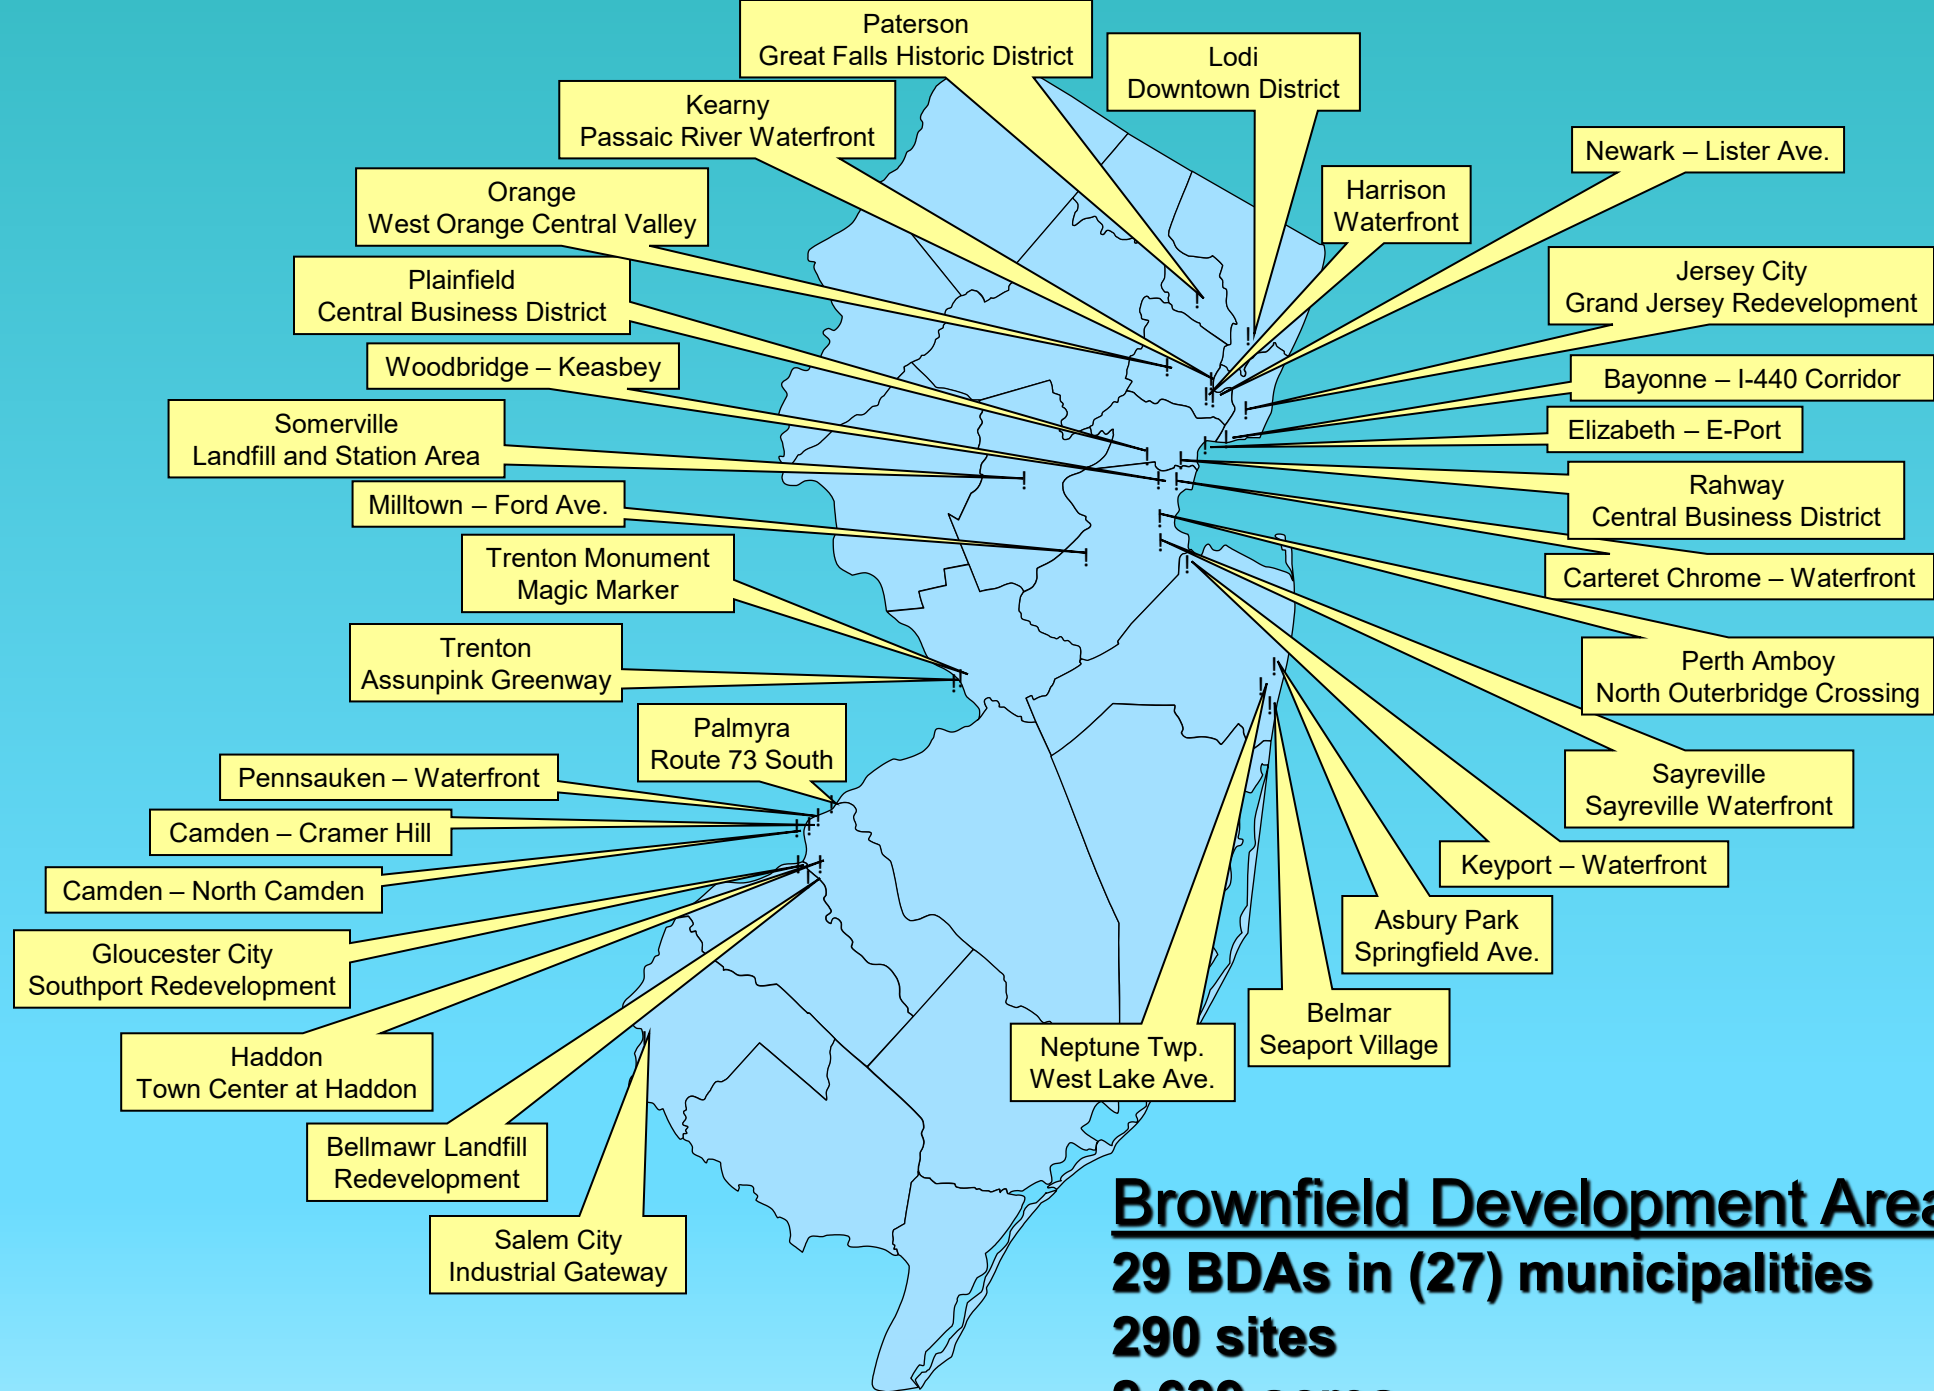 Paterson
Great Falls Historic District
Lodi
Downtown District
Kearny
Passaic River Waterfront
Newark – Lister Ave.
Harrison
Waterfront
Orange
West Orange Central Valley
Jersey City
Grand Jersey Redevelopment
Plainfield
Central Business District
Woodbridge – Keasbey
Bayonne – I-440 Corridor
Elizabeth – E-Port
Somerville
Landfill and Station Area
Rahway
Central Business District
Milltown – Ford Ave.
Trenton Monument
Magic Marker
Carteret Chrome – Waterfront
Trenton
Assunpink Greenway
Perth Amboy
North Outerbridge Crossing
Palmyra
Route 73 South
Pennsauken – Waterfront
Sayreville
Sayreville Waterfront
Camden – Cramer Hill
Keyport – Waterfront
Camden – North Camden
Asbury Park
Springfield Ave.
Gloucester City
Southport Redevelopment
Belmar
Seaport Village
Neptune Twp.
West Lake Ave.
Haddon
Town Center at Haddon
Bellmawr Landfill
Redevelopment
Salem City
Industrial Gateway
Brownfield Development Area
29 BDAs in (27) municipalities
290 sites